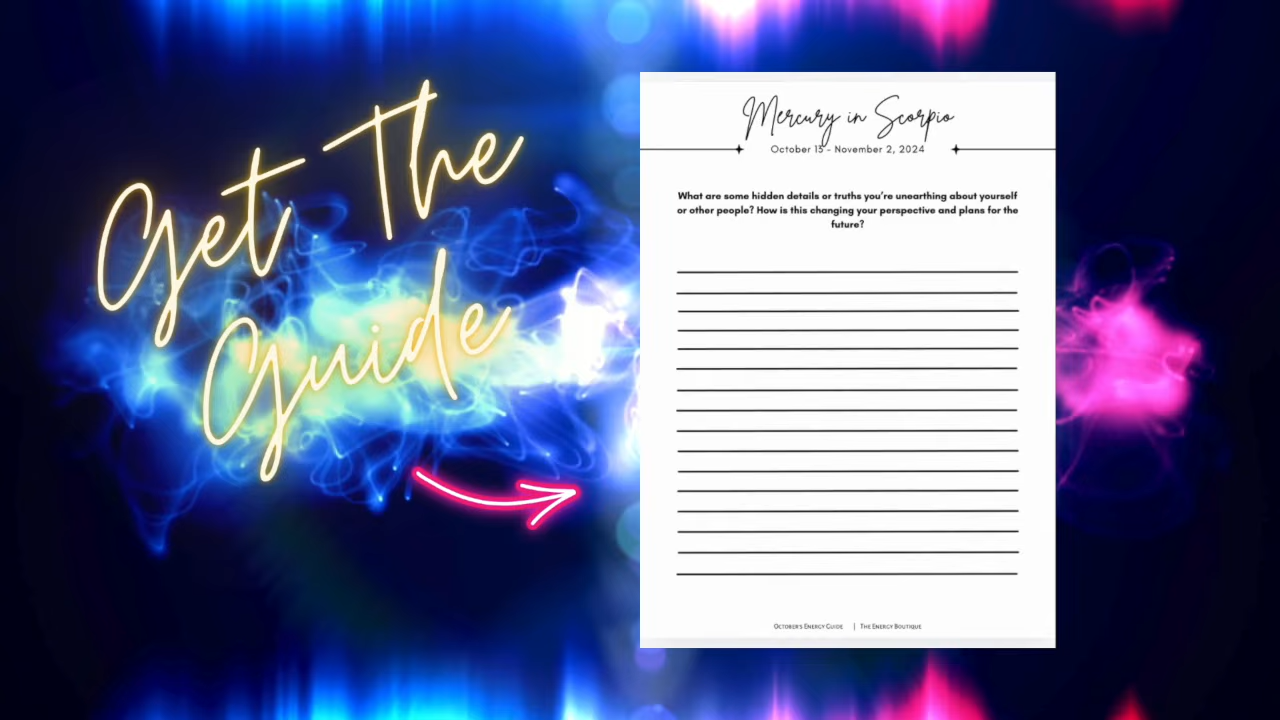 Get The
Guide
Mercury in Scorpio
October 15 - November 2, 2024
What are some hidden details or truths you're unearthing about yourself
or other people? How is this changing your perspective and plans for the
future?
October's Energy Guide | The Energy Boutique